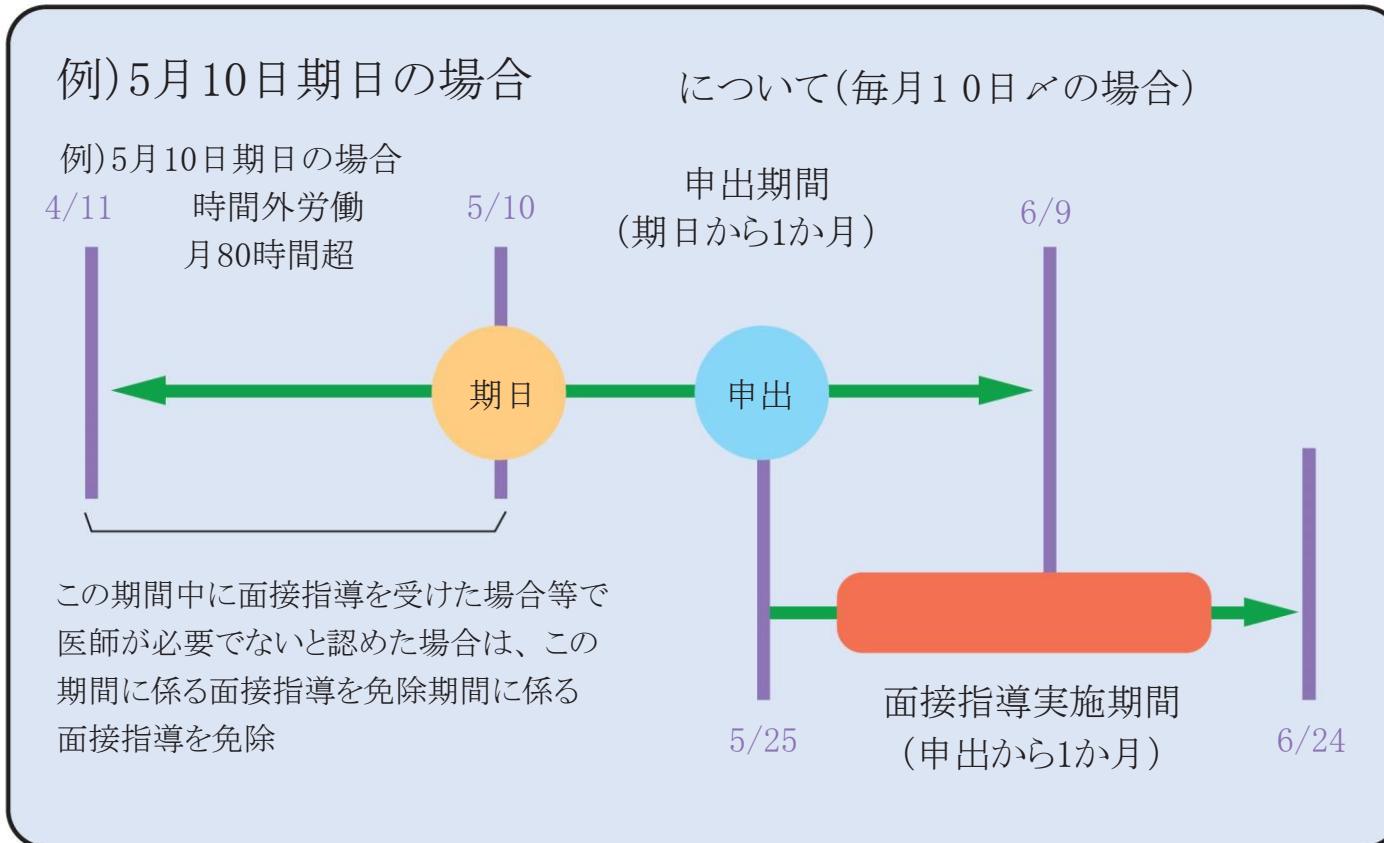 例)5月10日期日の場合
について(毎月10日〆の場合)
例)5月10日期日の場合
4/11
時間外労働
月80時間超
5/10
申出期間
(期日から1か月)
6/9
期日
申出
この期間中に面接指導を受けた場合等で
医師が必要でないと認めた場合は、この
期間に係る面接指導を免除期間に係る
面接指導を免除
5/25
面接指導実施期間
(申出から1か月)
6/24